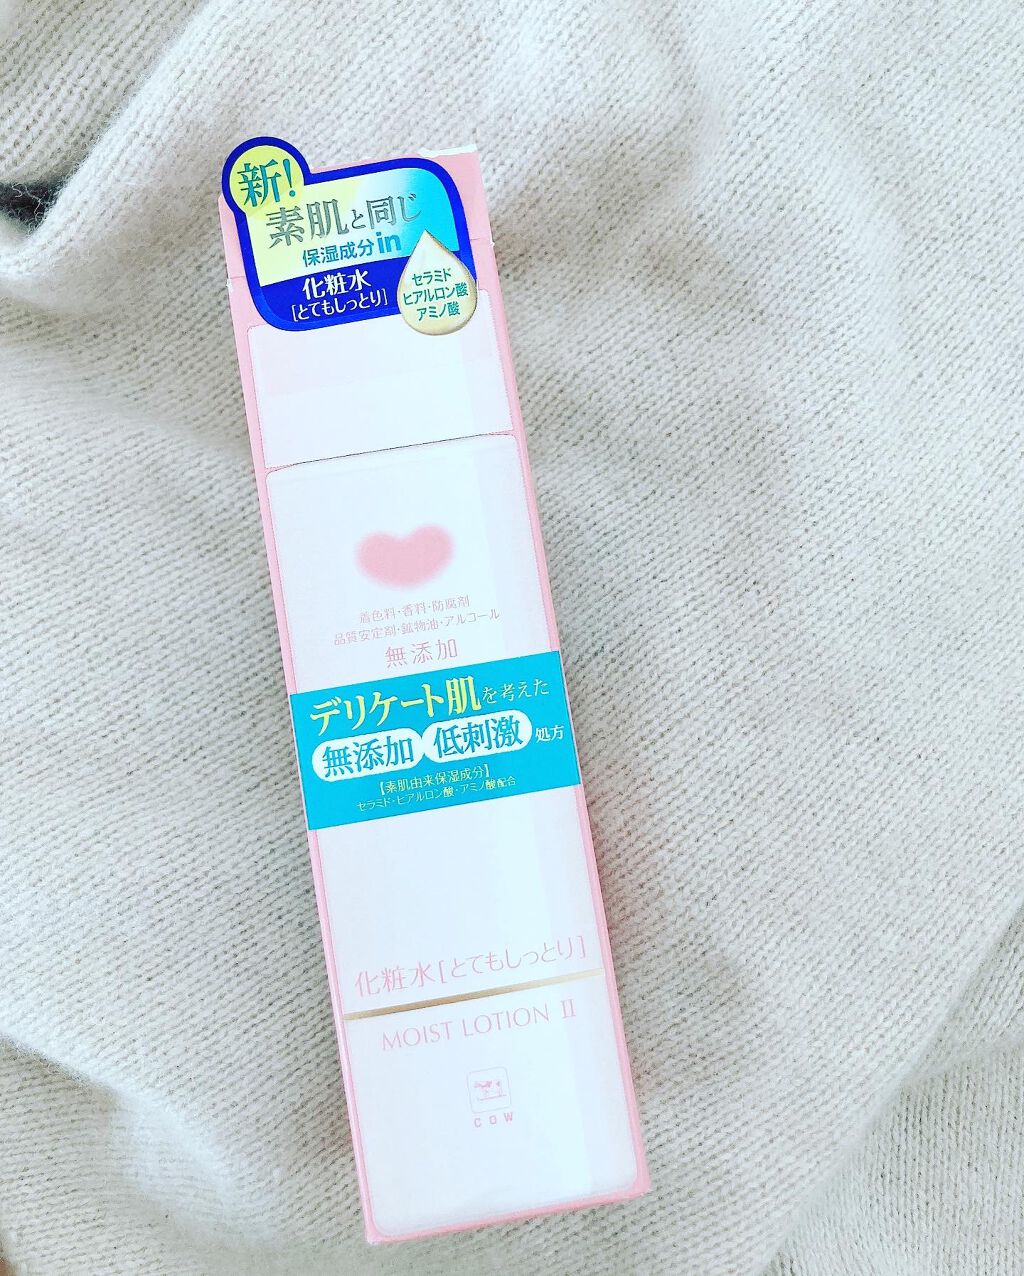 新!
素肌と同じ
保湿成分in
化粧水
[とてもしっとり]
セラミド
ヒアルロン酸
アミノ酸
着色料・香料・防腐剤
品質安定剤・鉱物油・アルコール
無添加
デリケート肌を考えた
無添加 低刺激 処方
【素肌由来保湿成分】
セラミド・ヒアルロン酸・アミノ酸配合
化粧水[とてもしっとり]
MOIST LOTION II
COW